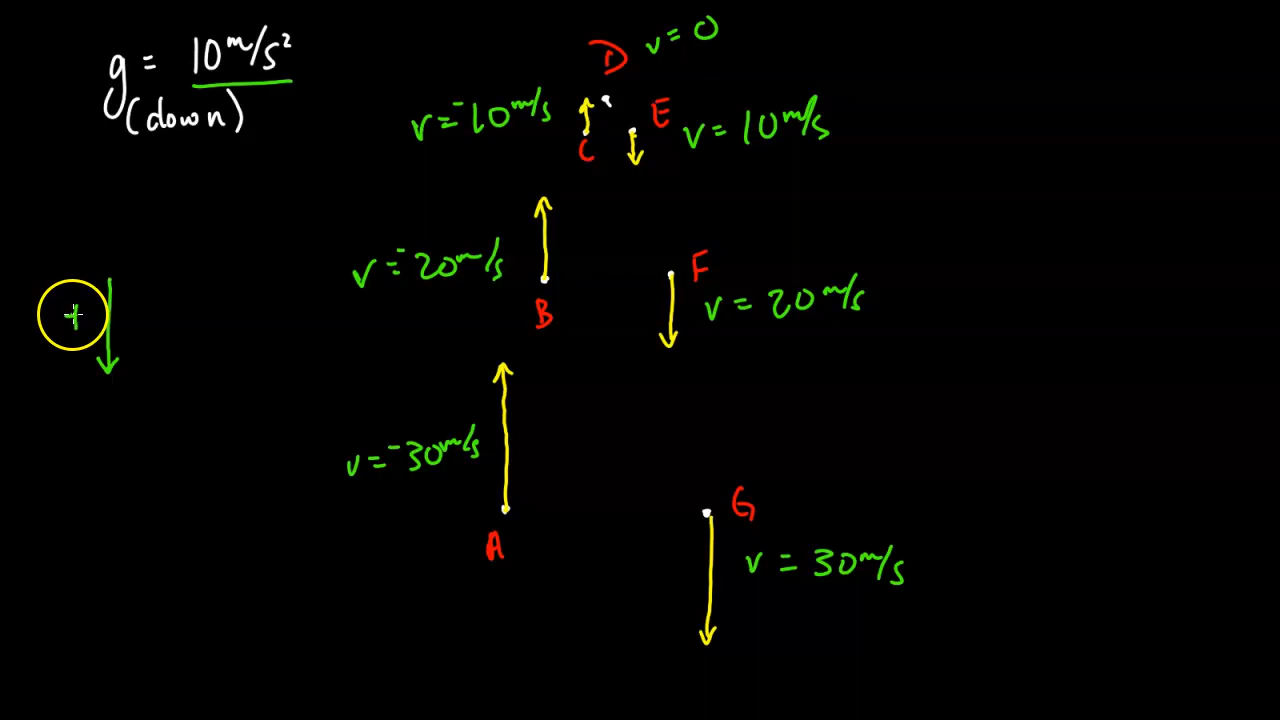 g = 10 m/s²
(down)
D v = 0
v = -10 m/s
C
E v = 10 m/s
v = -20 m/s
B
F
v = 20 m/s
+
v = -30 m/s
A
G
v = 30 m/s